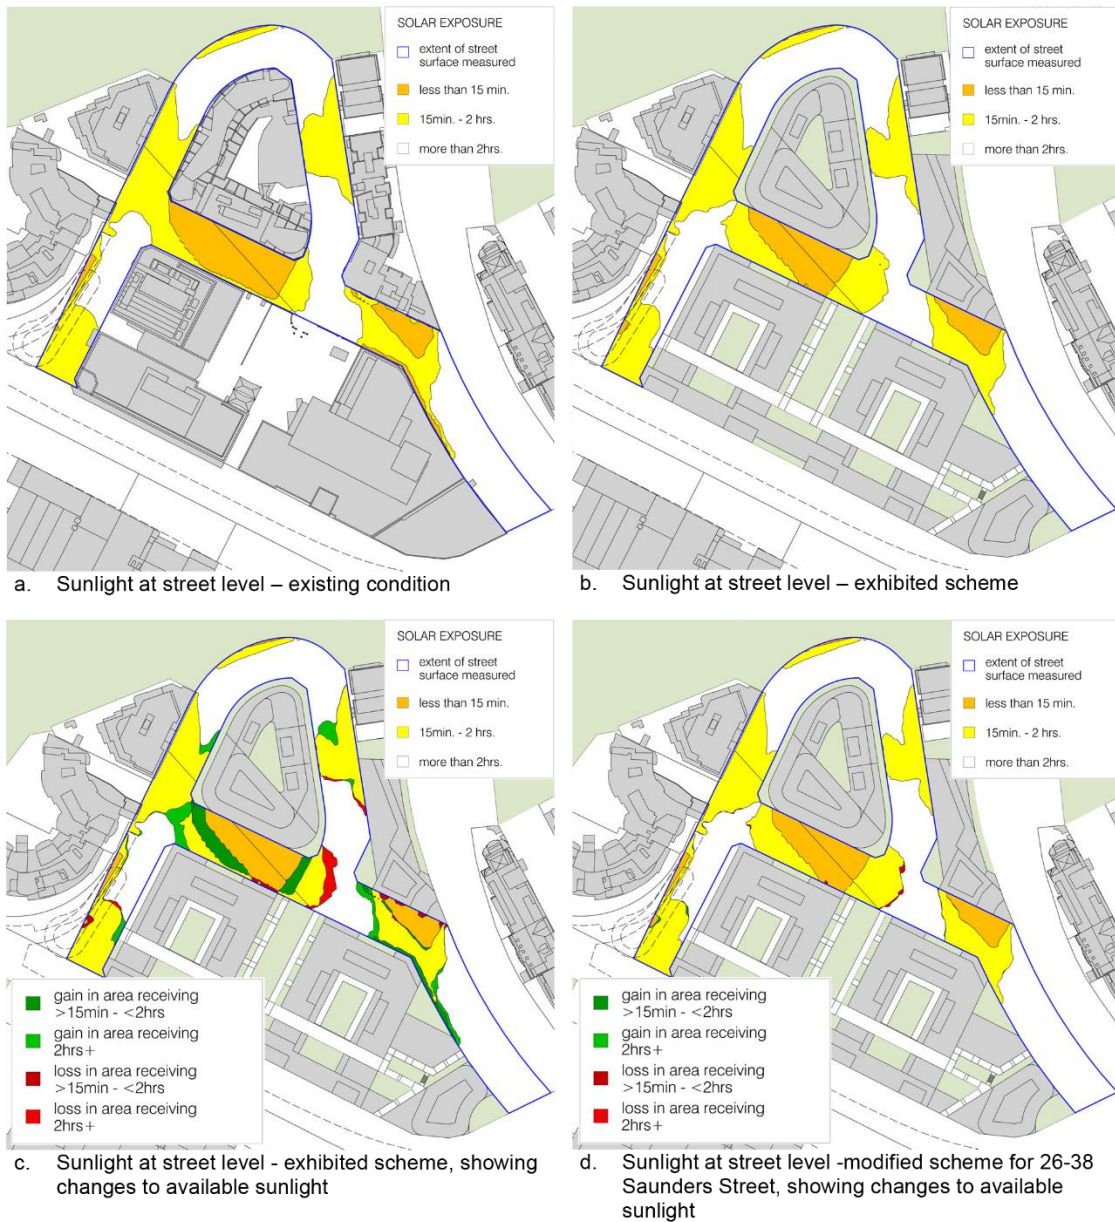 SOLAR EXPOSURE
extent of street
surface measured
less than 15 min.
15min. - 2 hrs.
more than 2hrs.
a. Sunlight at street level – existing condition
SOLAR EXPOSURE
extent of street
surface measured
less than 15 min.
15min. - 2 hrs.
more than 2hrs.
b. Sunlight at street level – exhibited scheme
SOLAR EXPOSURE
extent of street
surface measured
less than 15 min.
15min. - 2 hrs.
more than 2hrs.
gain in area receiving
>15min - <2hrs
gain in area receiving
2hrs+
loss in area receiving
>15min - <2hrs
loss in area receiving
2hrs+
c. Sunlight at street level - exhibited scheme, showing
changes to available sunlight
SOLAR EXPOSURE
extent of street
surface measured
less than 15 min.
15min. - 2 hrs.
more than 2hrs.
gain in area receiving
>15min - <2hrs
gain in area receiving
2hrs+
loss in area receiving
>15min - <2hrs
loss in area receiving
2hrs+
d. Sunlight at street level -modified scheme for 26-38
Saunders Street, showing changes to available
sunlight